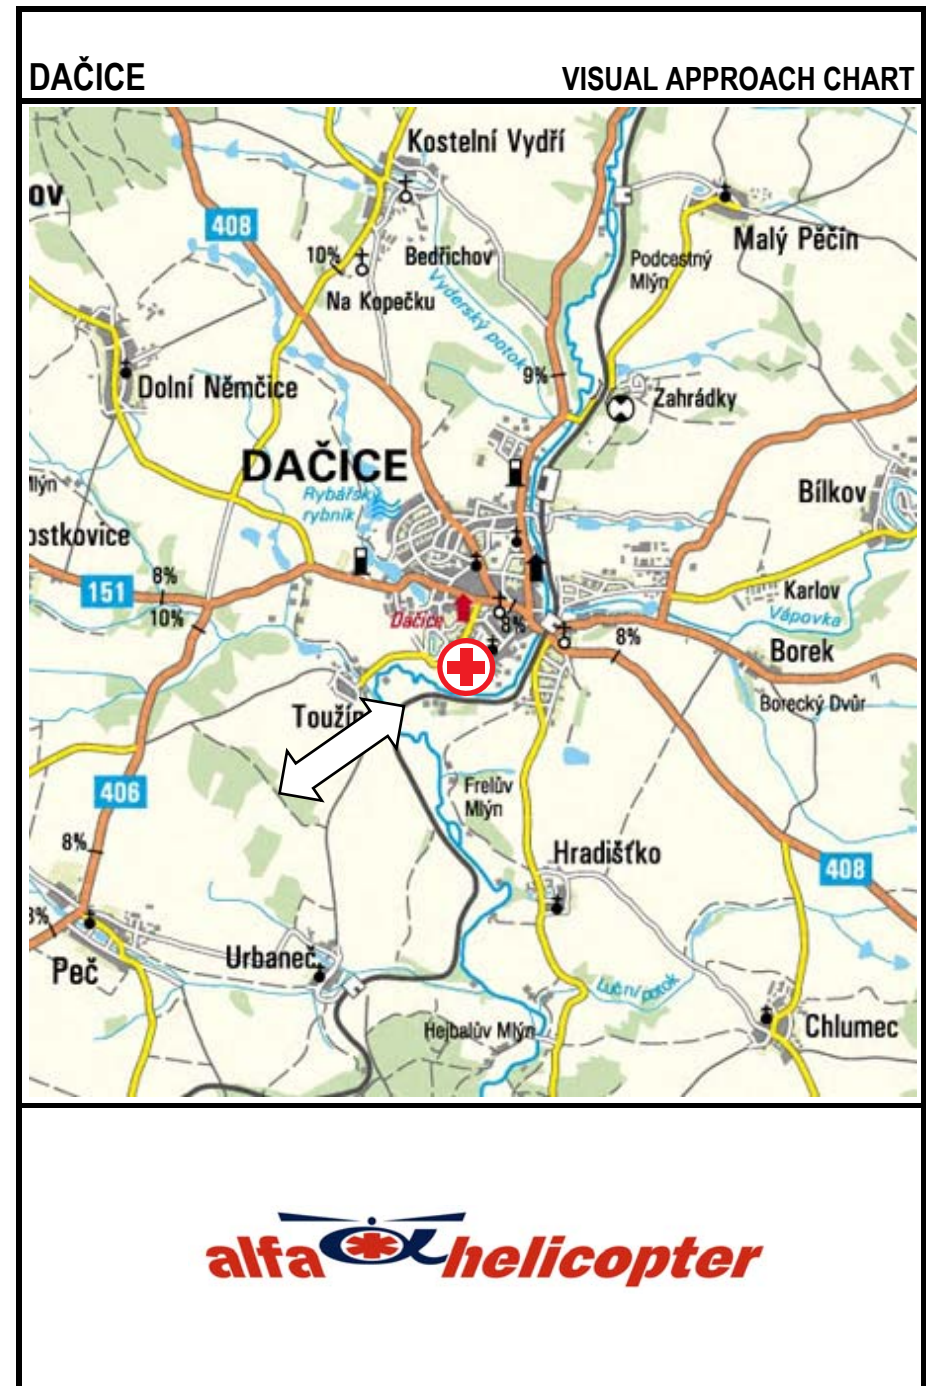 DAČICE
VISUAL APPROACH CHART
Kostelní Vydří
ov
408
Malý Pěčín
10%
Bedřichov
Podcestný
Mlýn
Na Kopečku
Vyderský potok
9%
Dolní Němčice
Zahrádky
DAČICE
Rybářský
rybník
Bílkov
ostkovice
8%
151
10%
Dačice
8%
8%
Karlov
Vápovka
Borek
Toužín
Borecký Dvůr
406
Frelův
Mlýn
8%
Hradišťko
408
8%
Urbaneč
Peč
Luční potok
Hejbalův Mlýn
Chlumec
alfa helicopter